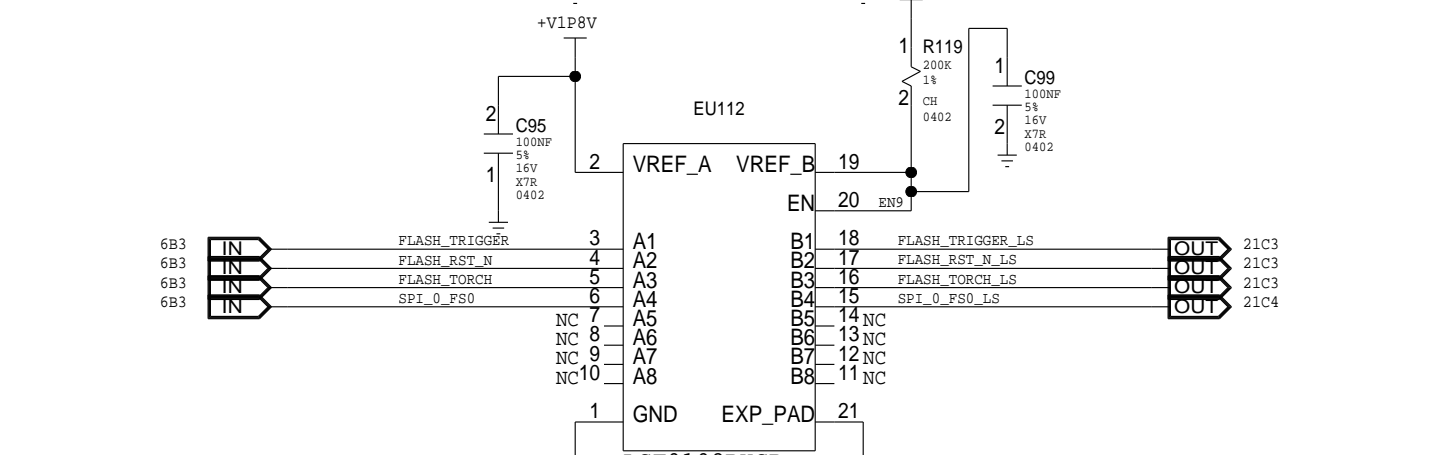 +V1P8V
1 R119
200K
1%
2 CH
0402
1 C99
100NF
5%
16V
2 X7R
0402
EU112
2 C95
100NF
5%
16V
1 X7R
0402
2 VREF_A VREF_B 19
EN 20 EN9
6B3 IN FLASH_TRIGGER 3 A1 B1 18 FLASH_TRIGGER_LS OUT 21C3
6B3 IN FLASH_RST_N 4 A2 B2 17 FLASH_RST_N_LS OUT 21C3
6B3 IN FLASH_TORCH 5 A3 B3 16 FLASH_TORCH_LS OUT 21C3
6B3 IN SPI_0_FS0 6 A4 B4 15 SPI_0_FS0_LS OUT 21C4
NC 7 A5 B5 14 NC
NC 8 A6 B6 13 NC
NC 9 A7 B7 12 NC
NC 10 A8 B8 11 NC
1 GND EXP_PAD 21